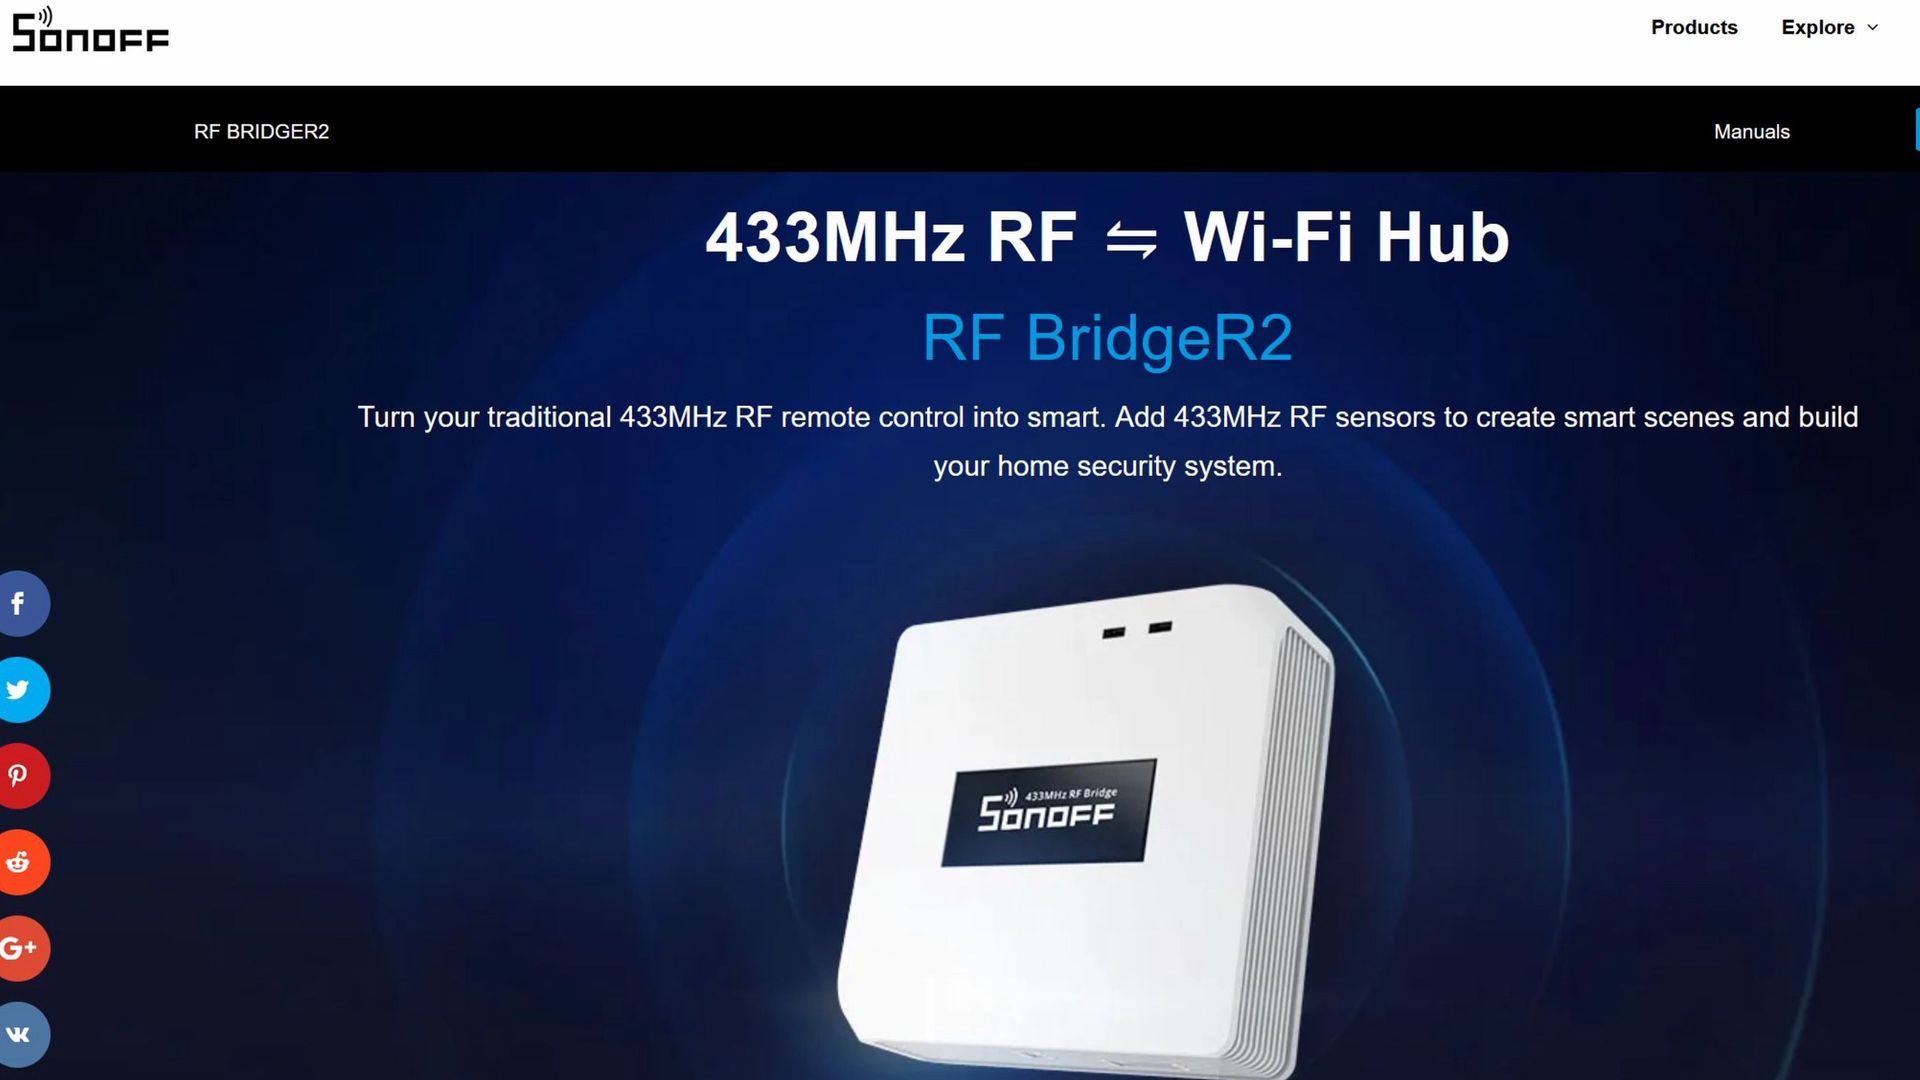 SONOFF
Products
Explore
RF BRIDGER2
Manuals
433MHz RF ⇋ Wi-Fi Hub
RF BridgeR2
Turn your traditional 433MHz RF remote control into smart. Add 433MHz RF sensors to create smart scenes and build
your home security system.
433MHz RF Bridge
SONOFF
G+